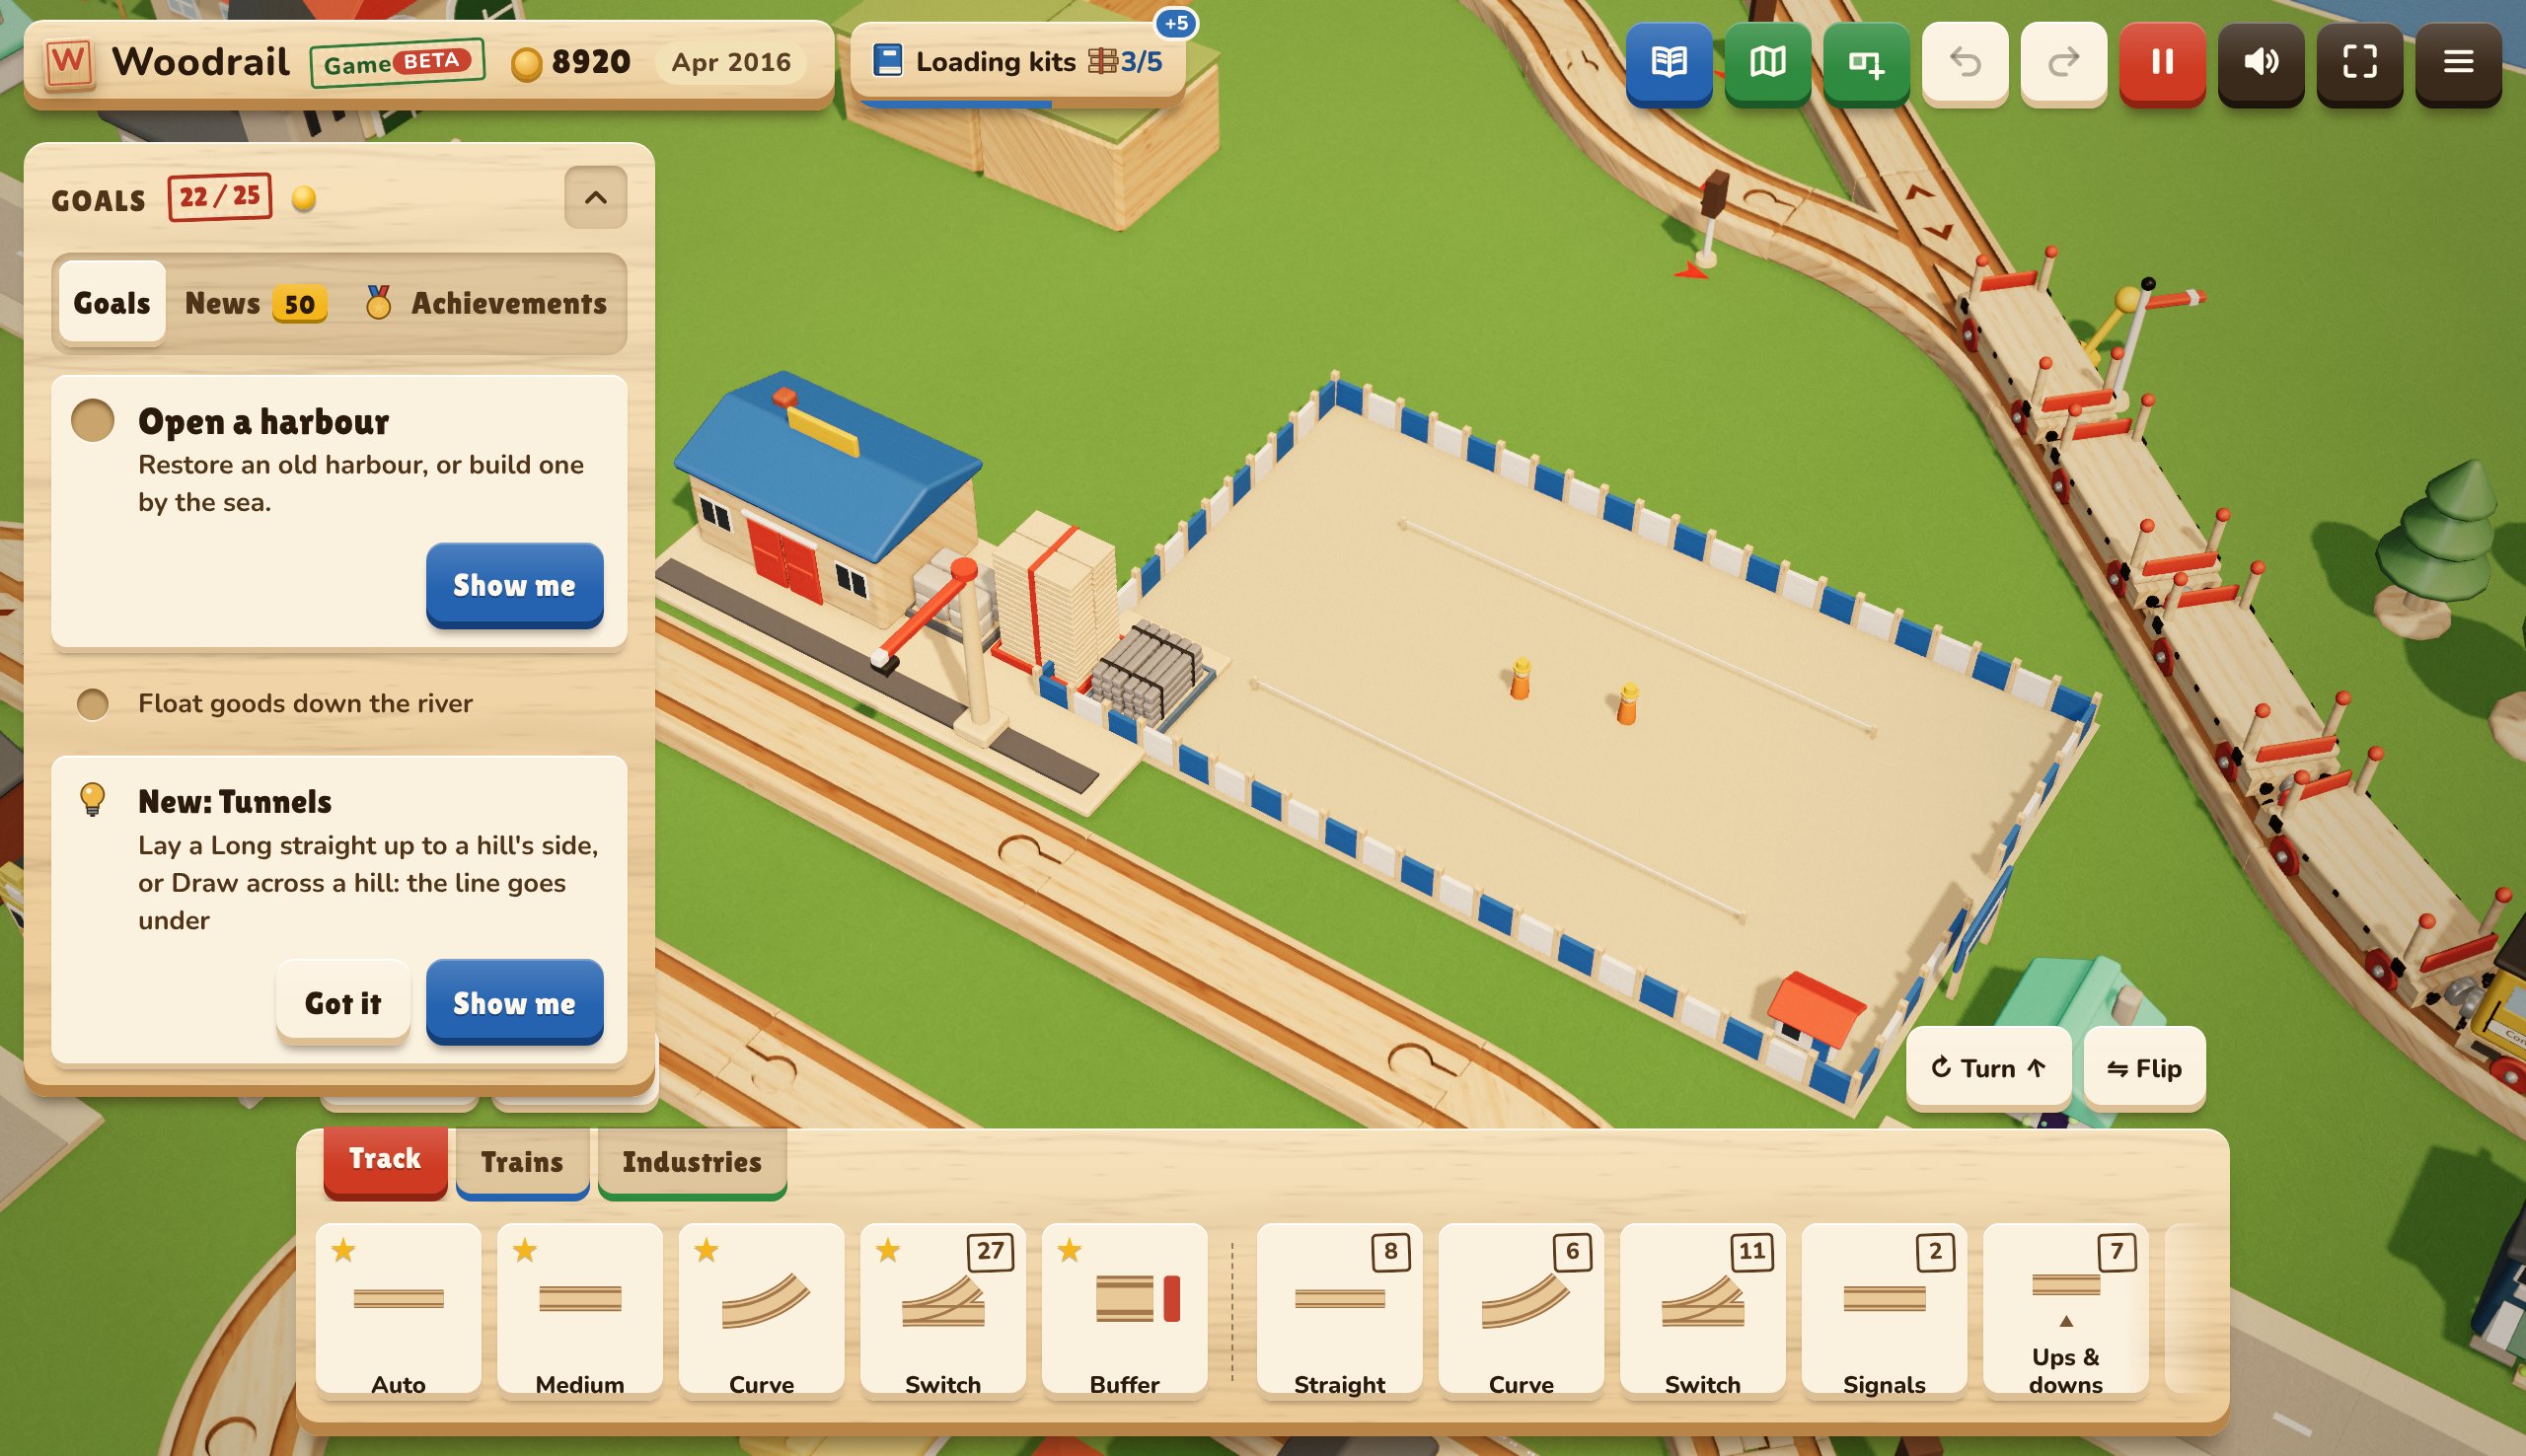 W Woodrail Game BETA 8920 Apr 2016
Loading kits 3/5
+5
GOALS 22 / 25
Goals News 50 Achievements
Open a harbour
Restore an old harbour, or build one
by the sea.
Show me
Float goods down the river
New: Tunnels
Lay a Long straight up to a hill's side,
or Draw across a hill: the line goes
under
Got it Show me
Turn Flip
Track Trains Industries
27 8 6 11 2 7
Auto Medium Curve Switch Buffer Straight Curve Switch Signals Ups &
downs